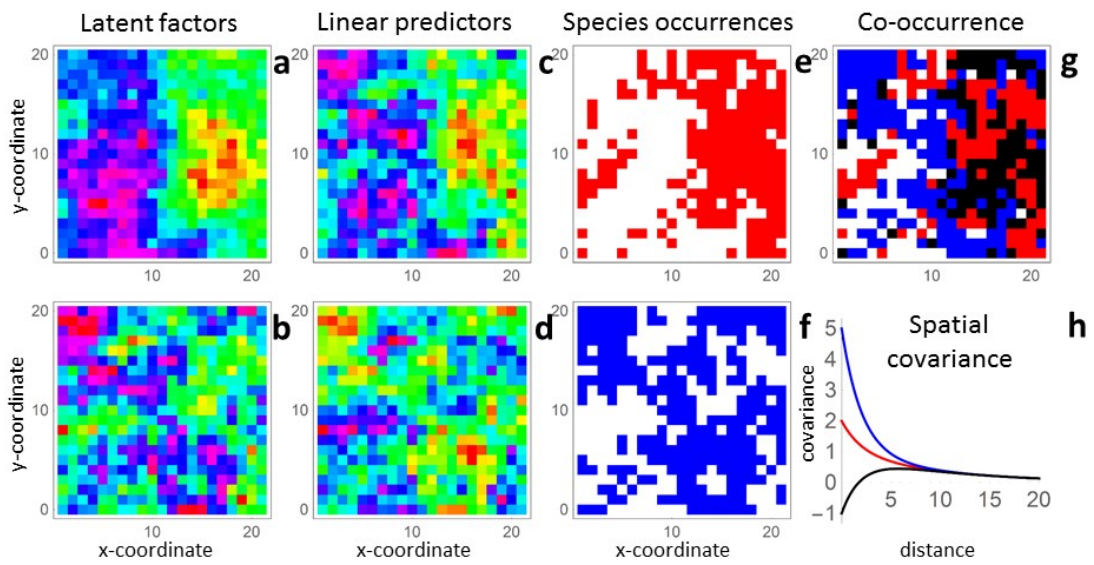 Latent factors
Linear predictors
Species occurrences
Co-occurrence
20
10
0
10
20
y-coordinate
a
20
10
0
10
20
c
20
10
0
10
20
e
20
10
0
10
20
g
20
10
0
10
20
y-coordinate
x-coordinate
b
20
10
0
10
20
d
20
10
0
10
20
x-coordinate
f
Spatial
covariance
h
covariance
5
4
3
2
1
0
−1
5
10
15
20
distance